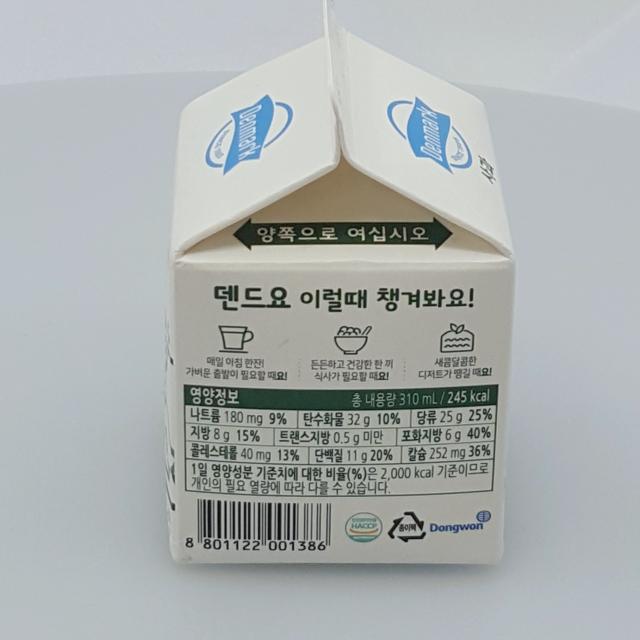 Denmark
Denmark
사과
양쪽으로 여십시오
덴드요 이럴때 챙겨봐요!
매일 아침 한잔!
가벼운 출발이 필요할 때요!
든든하고 건강한 한 끼
식사가 필요할 때요!
새콤달콤한
디저트가 땡길 때요!
영양정보 총 내용량 310 mL / 245 kcal
나트륨 180 mg 9% 탄수화물 32 g 10% 당류 25 g 25%
지방 8 g 15% 트랜스지방 0.5 g 미만 포화지방 6 g 40%
콜레스테롤 40 mg 13% 단백질 11 g 20% 칼슘 252 mg 36%
1일 영양성분 기준치에 대한 비율(%)은 2,000 kcal 기준이므로
개인의 필요 열량에 따라 다를 수 있습니다.
8 801122 001386
HACCP
종이팩
Dongwon